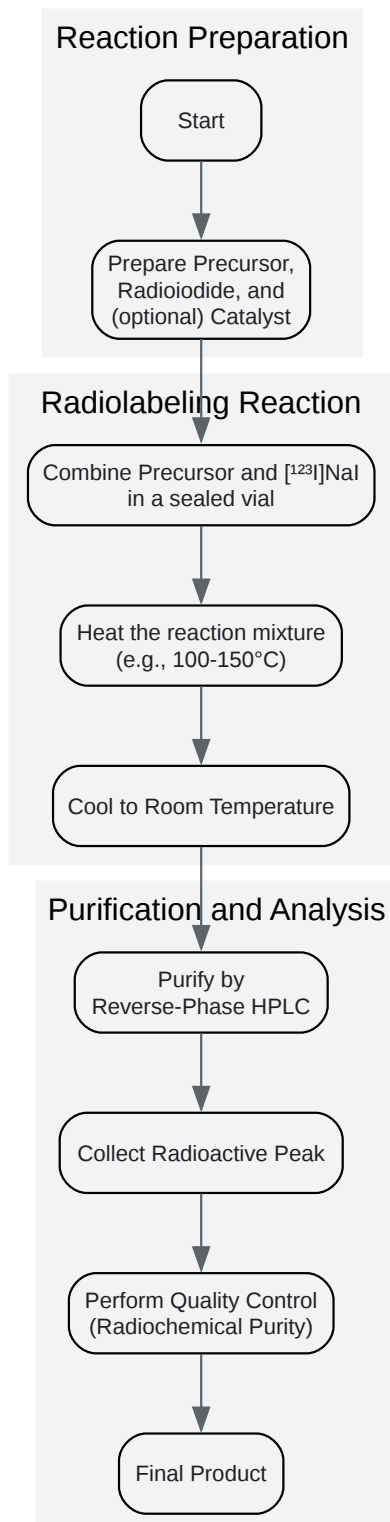 Reaction Preparation
Start
Prepare Precursor,
Radioiodide, and
(optional) Catalyst
Radiolabeling Reaction
Combine Precursor and [¹²³I]NaI
in a sealed vial
Heat the reaction mixture
(e.g., 100-150°C)
Cool to Room Temperature
Purification and Analysis
Purify by
Reverse-Phase HPLC
Collect Radioactive Peak
Perform Quality Control
(Radiochemical Purity)
Final Product